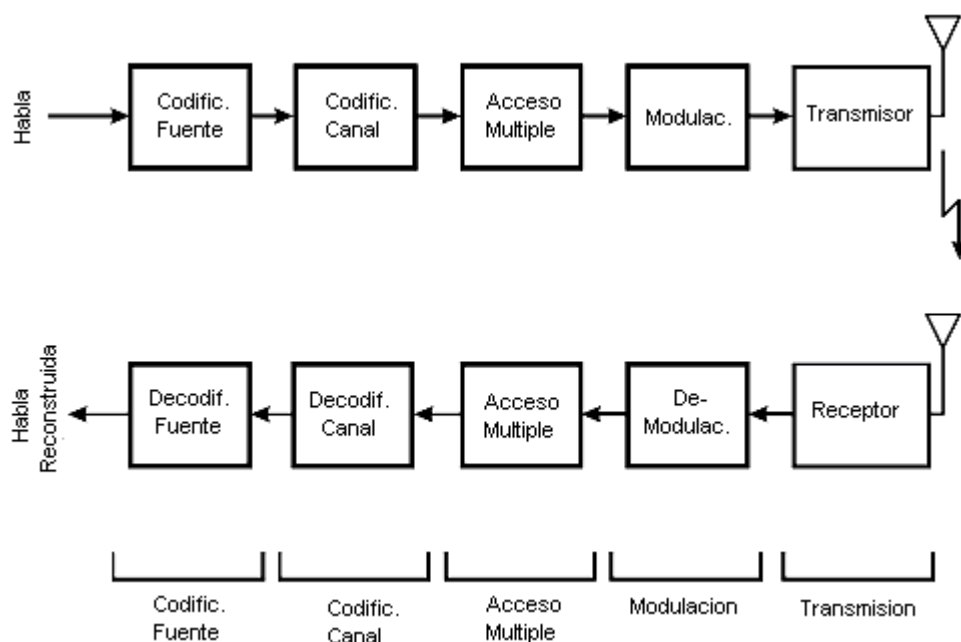 Habla
Codific.
Fuente
Codific.
Canal
Acceso
Multiple
Modulac.
Transmisor
Habla
Reconstruida
Decodif.
Fuente
Decodif.
Canal
Acceso
Multiple
De-
Modulac.
Receptor
Codific.
Fuente
Codific.
Canal
Acceso
Multiple
Modulacion
Transmision